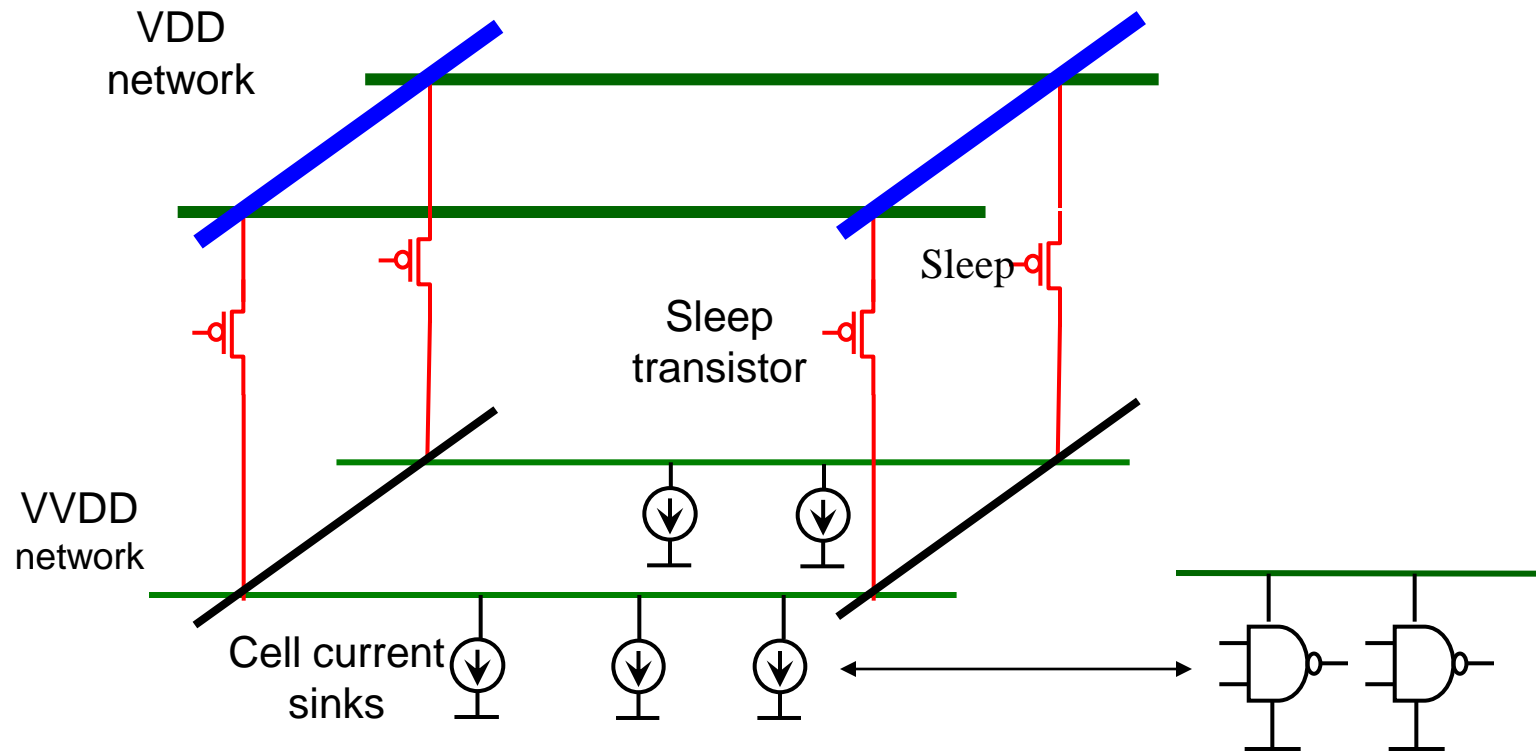 VDD
network
Sleep
Sleep
transistor
VVDD
network
Cell current
sinks